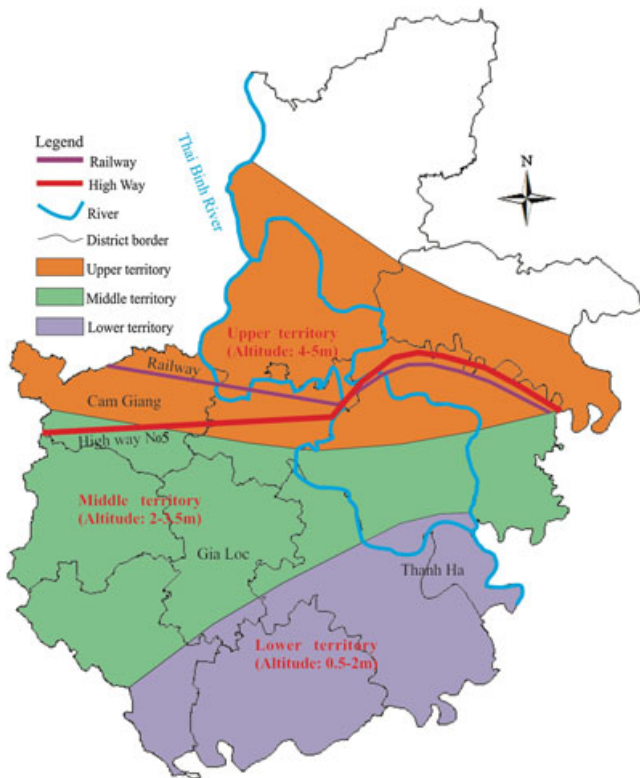 N
Legend
Railway
High Way
River
District border
Upper territory
Middle territory
Lower territory
Thai Binh River
Upper territory
(Altitude: 4-5m)
Railway
Cam Giang
High way No5
Middle territory
(Altitude: 2-3.5m)
Gia Loc
Thanh Ha
Lower territory
(Altitude: 0.5-2m)